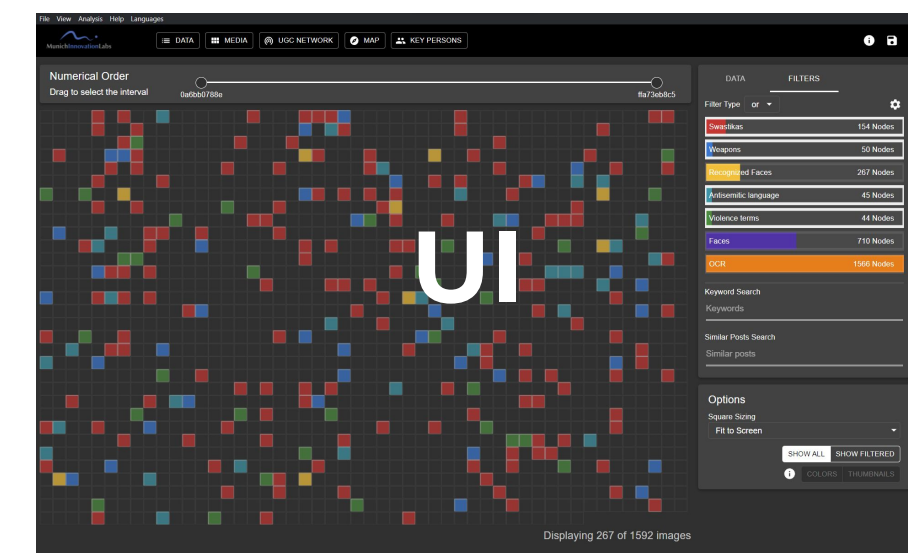 File View Analysis Help Languages
MunichInnovationLabs DATA MEDIA UGC NETWORK MAP KEY PERSONS
Numerical Order
Drag to select the interval
0a6bb0788e ffa73eb8c5
UI
Displaying 267 of 1592 images
DATA FILTERS
Filter Type or
Swastikas 154 Nodes
Weapons 50 Nodes
Recognized Faces 267 Nodes
Antisemitic language 45 Nodes
Violence terms 44 Nodes
Faces 710 Nodes
OCR 1566 Nodes
Keyword Search
Keywords
Similar Posts Search
Similar posts
Options
Square Sizing
Fit to Screen
SHOW ALL SHOW FILTERED
COLORS THUMBNAILS